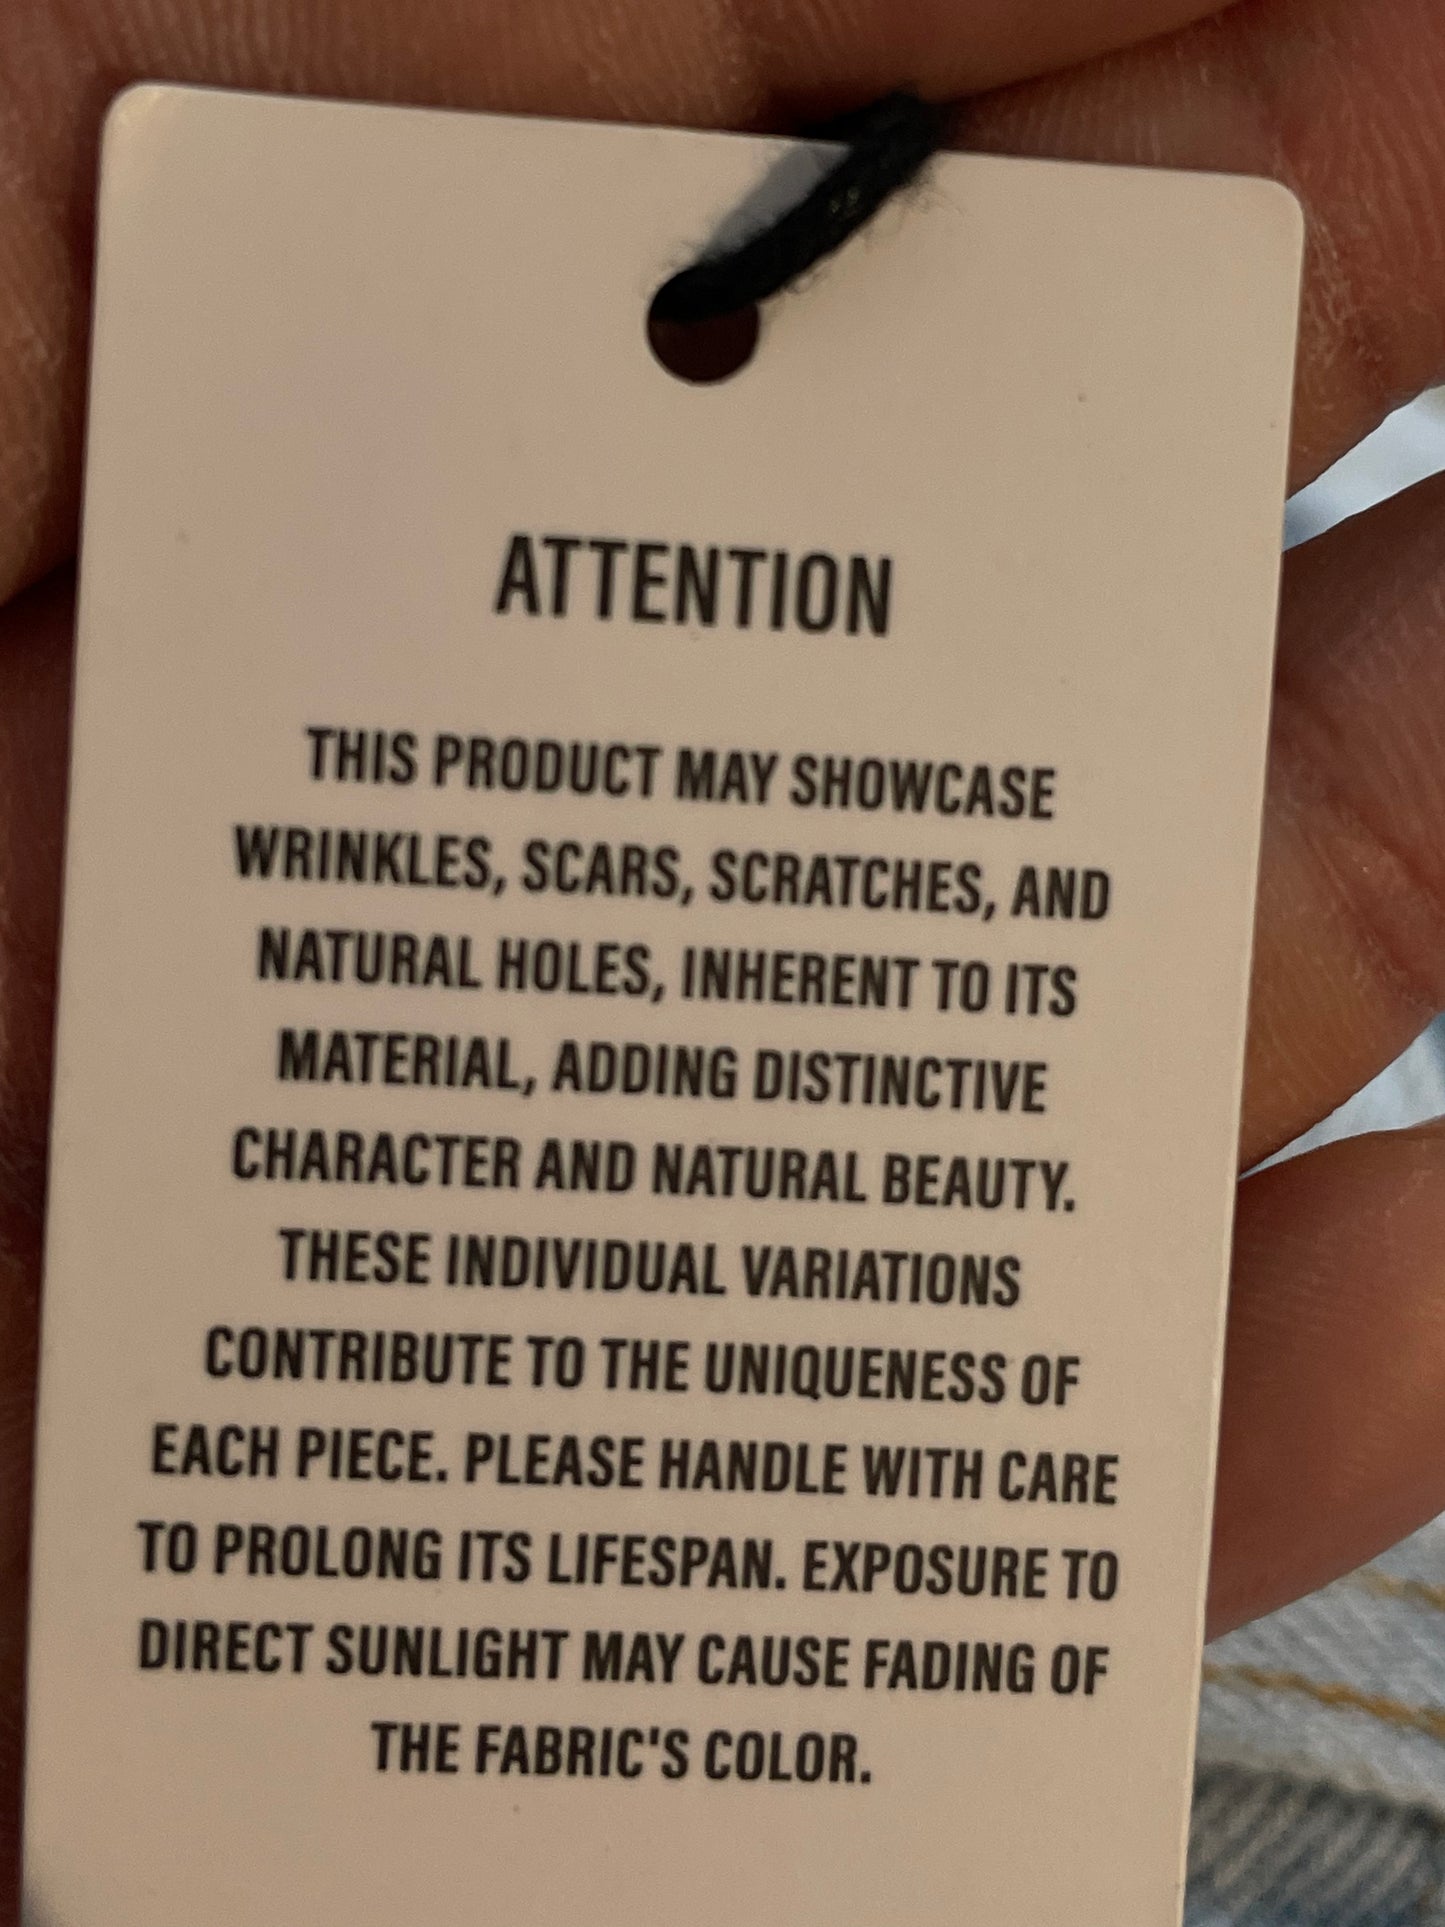 ATTENTION
THIS PRODUCT MAY SHOWCASE
WRINKLES, SCARS, SCRATCHES, AND
NATURAL HOLES, INHERENT TO ITS
MATERIAL, ADDING DISTINCTIVE
CHARACTER AND NATURAL BEAUTY.
THESE INDIVIDUAL VARIATIONS
CONTRIBUTE TO THE UNIQUENESS OF
EACH PIECE. PLEASE HANDLE WITH CARE
TO PROLONG ITS LIFESPAN. EXPOSURE TO
DIRECT SUNLIGHT MAY CAUSE FADING OF
THE FABRIC'S COLOR.